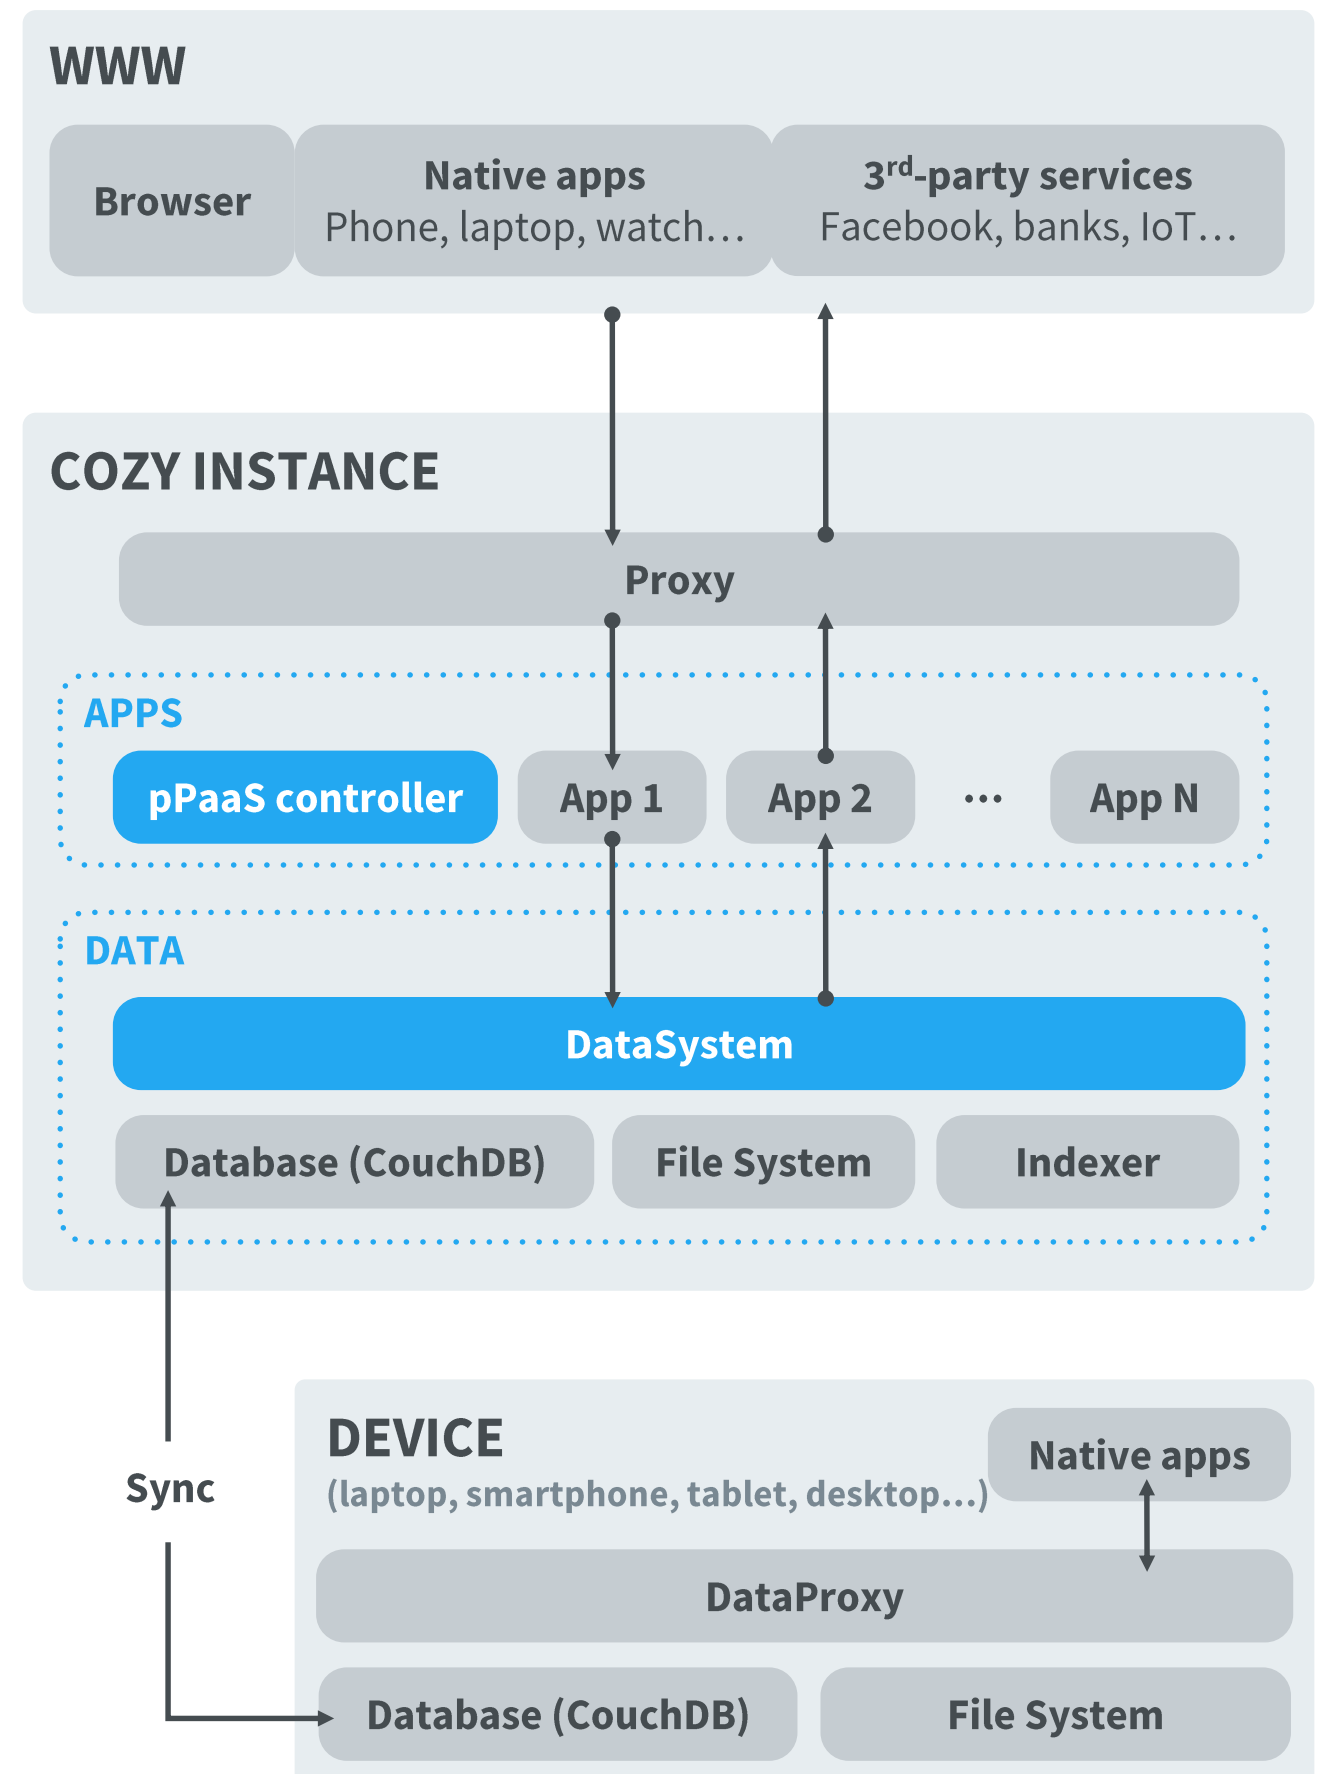 WWW
Browser
Native apps
Phone, laptop, watch…
3rd-party services
Facebook, banks, IoT…
COZY INSTANCE
Proxy
APPS
pPaaS controller
App 1
App 2
…
App N
DATA
DataSystem
Database (CouchDB)
File System
Indexer
Sync
DEVICE
(laptop, smartphone, tablet, desktop…)
Native apps
DataProxy
Database (CouchDB)
File System